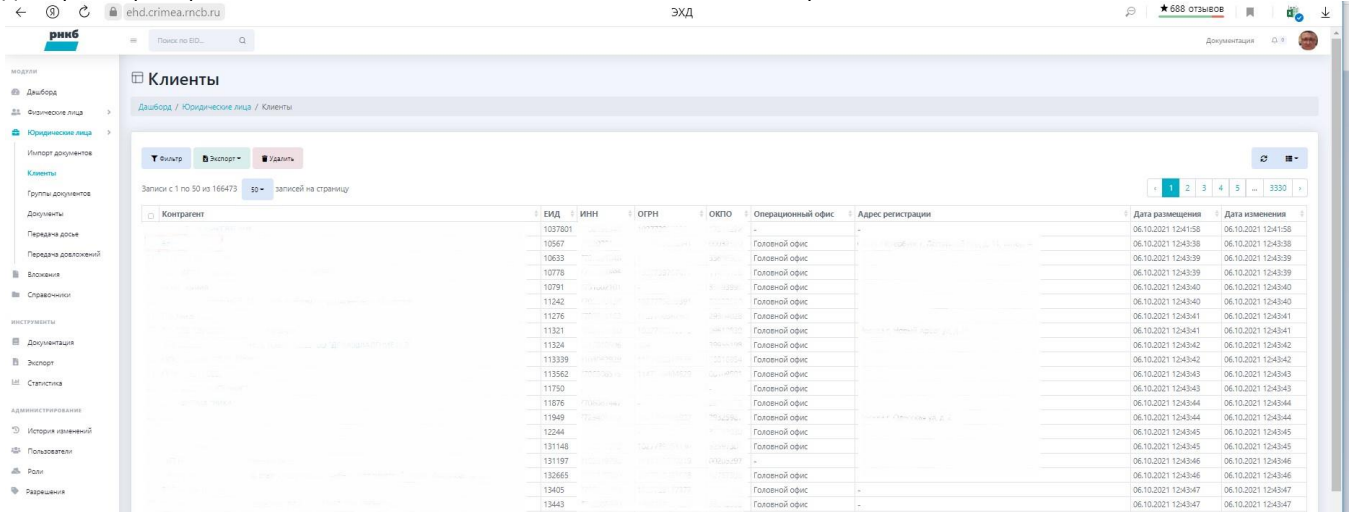 ehd.crimea.rncb.ru
ЭХД
★688 отзывов
рнкб
Поиск по EID...
Документация
МОДУЛИ
Дашборд
Физические лица
Юридические лица
Импорт документов
Клиенты
Группы документов
Документы
Передача досье
Передача довложений
Вложения
Справочники
ИНСТРУМЕНТЫ
Документация
Экспорт
Статистика
АДМИНИСТРИРОВАНИЕ
История изменений
Пользователи
Роли
Разрешения
Клиенты
Дашборд / Юридические лица / Клиенты
Фильтр Экспорт Удалить
Записи с 1 по 50 из 166473 50 записей на страницу
‹ 1 2 3 4 5 ... 3330 ›
Контрагент ЕИД ИНН ОГРН ОКПО Операционный офис Адрес регистрации Дата размещения Дата изменения
1037801 - - 06.10.2021 12:41:58 06.10.2021 12:41:58
10567 Головной офис 06.10.2021 12:43:38 06.10.2021 12:43:38
10633 Головной офис 06.10.2021 12:43:39 06.10.2021 12:43:39
10778 Головной офис 06.10.2021 12:43:39 06.10.2021 12:43:39
10791 Головной офис 06.10.2021 12:43:40 06.10.2021 12:43:40
11242 Головной офис 06.10.2021 12:43:40 06.10.2021 12:43:40
11276 Головной офис 06.10.2021 12:43:41 06.10.2021 12:43:41
11321 Головной офис 06.10.2021 12:43:41 06.10.2021 12:43:41
11324 Головной офис 06.10.2021 12:43:42 06.10.2021 12:43:42
113339 Головной офис 06.10.2021 12:43:42 06.10.2021 12:43:42
113562 Головной офис 06.10.2021 12:43:43 06.10.2021 12:43:43
11750 Головной офис 06.10.2021 12:43:43 06.10.2021 12:43:43
11876 Головной офис 06.10.2021 12:43:44 06.10.2021 12:43:44
11949 Головной офис 06.10.2021 12:43:44 06.10.2021 12:43:44
12244 Головной офис 06.10.2021 12:43:45 06.10.2021 12:43:45
131148 Головной офис 06.10.2021 12:43:45 06.10.2021 12:43:45
131197 - 06.10.2021 12:43:46 06.10.2021 12:43:46
132665 Головной офис 06.10.2021 12:43:46 06.10.2021 12:43:46
13405 Головной офис - 06.10.2021 12:43:47 06.10.2021 12:43:47
13443 Головной офис - 06.10.2021 12:43:47 06.10.2021 12:43:47